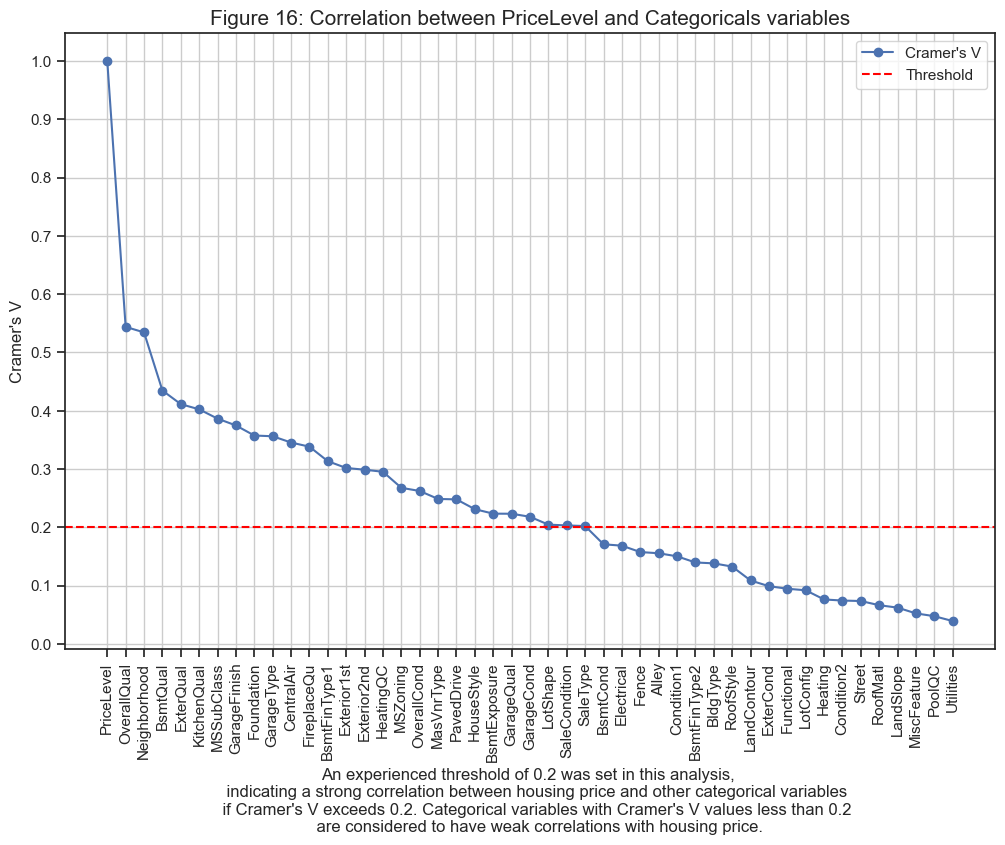 Figure 16: Correlation between PriceLevel and Categoricals variables
Cramer's V
Threshold
Cramer's V
1.0
0.9
0.8
0.7
0.6
0.5
0.4
0.3
0.2
0.1
0.0
PriceLevel
OverallQual
Neighborhood
BsmtQual
ExterQual
KitchenQual
MSSubClass
GarageFinish
Foundation
GarageType
CentralAir
FireplaceQu
BsmtFinType1
Exterior1st
Exterior2nd
HeatingQC
MSZoning
OverallCond
MasVnrType
PavedDrive
HouseStyle
BsmtExposure
GarageQual
GarageCond
LotShape
SaleCondition
SaleType
BsmtCond
Electrical
Fence
Alley
Condition1
BsmtFinType2
BldgType
RoofStyle
LandContour
ExterCond
Functional
LotConfig
Heating
Condition2
Street
RoofMatl
LandSlope
MiscFeature
PoolQC
Utilities
An experienced threshold of 0.2 was set in this analysis,
indicating a strong correlation between housing price and other categorical variables
if Cramer's V exceeds 0.2. Categorical variables with Cramer's V values less than 0.2
are considered to have weak correlations with housing price.